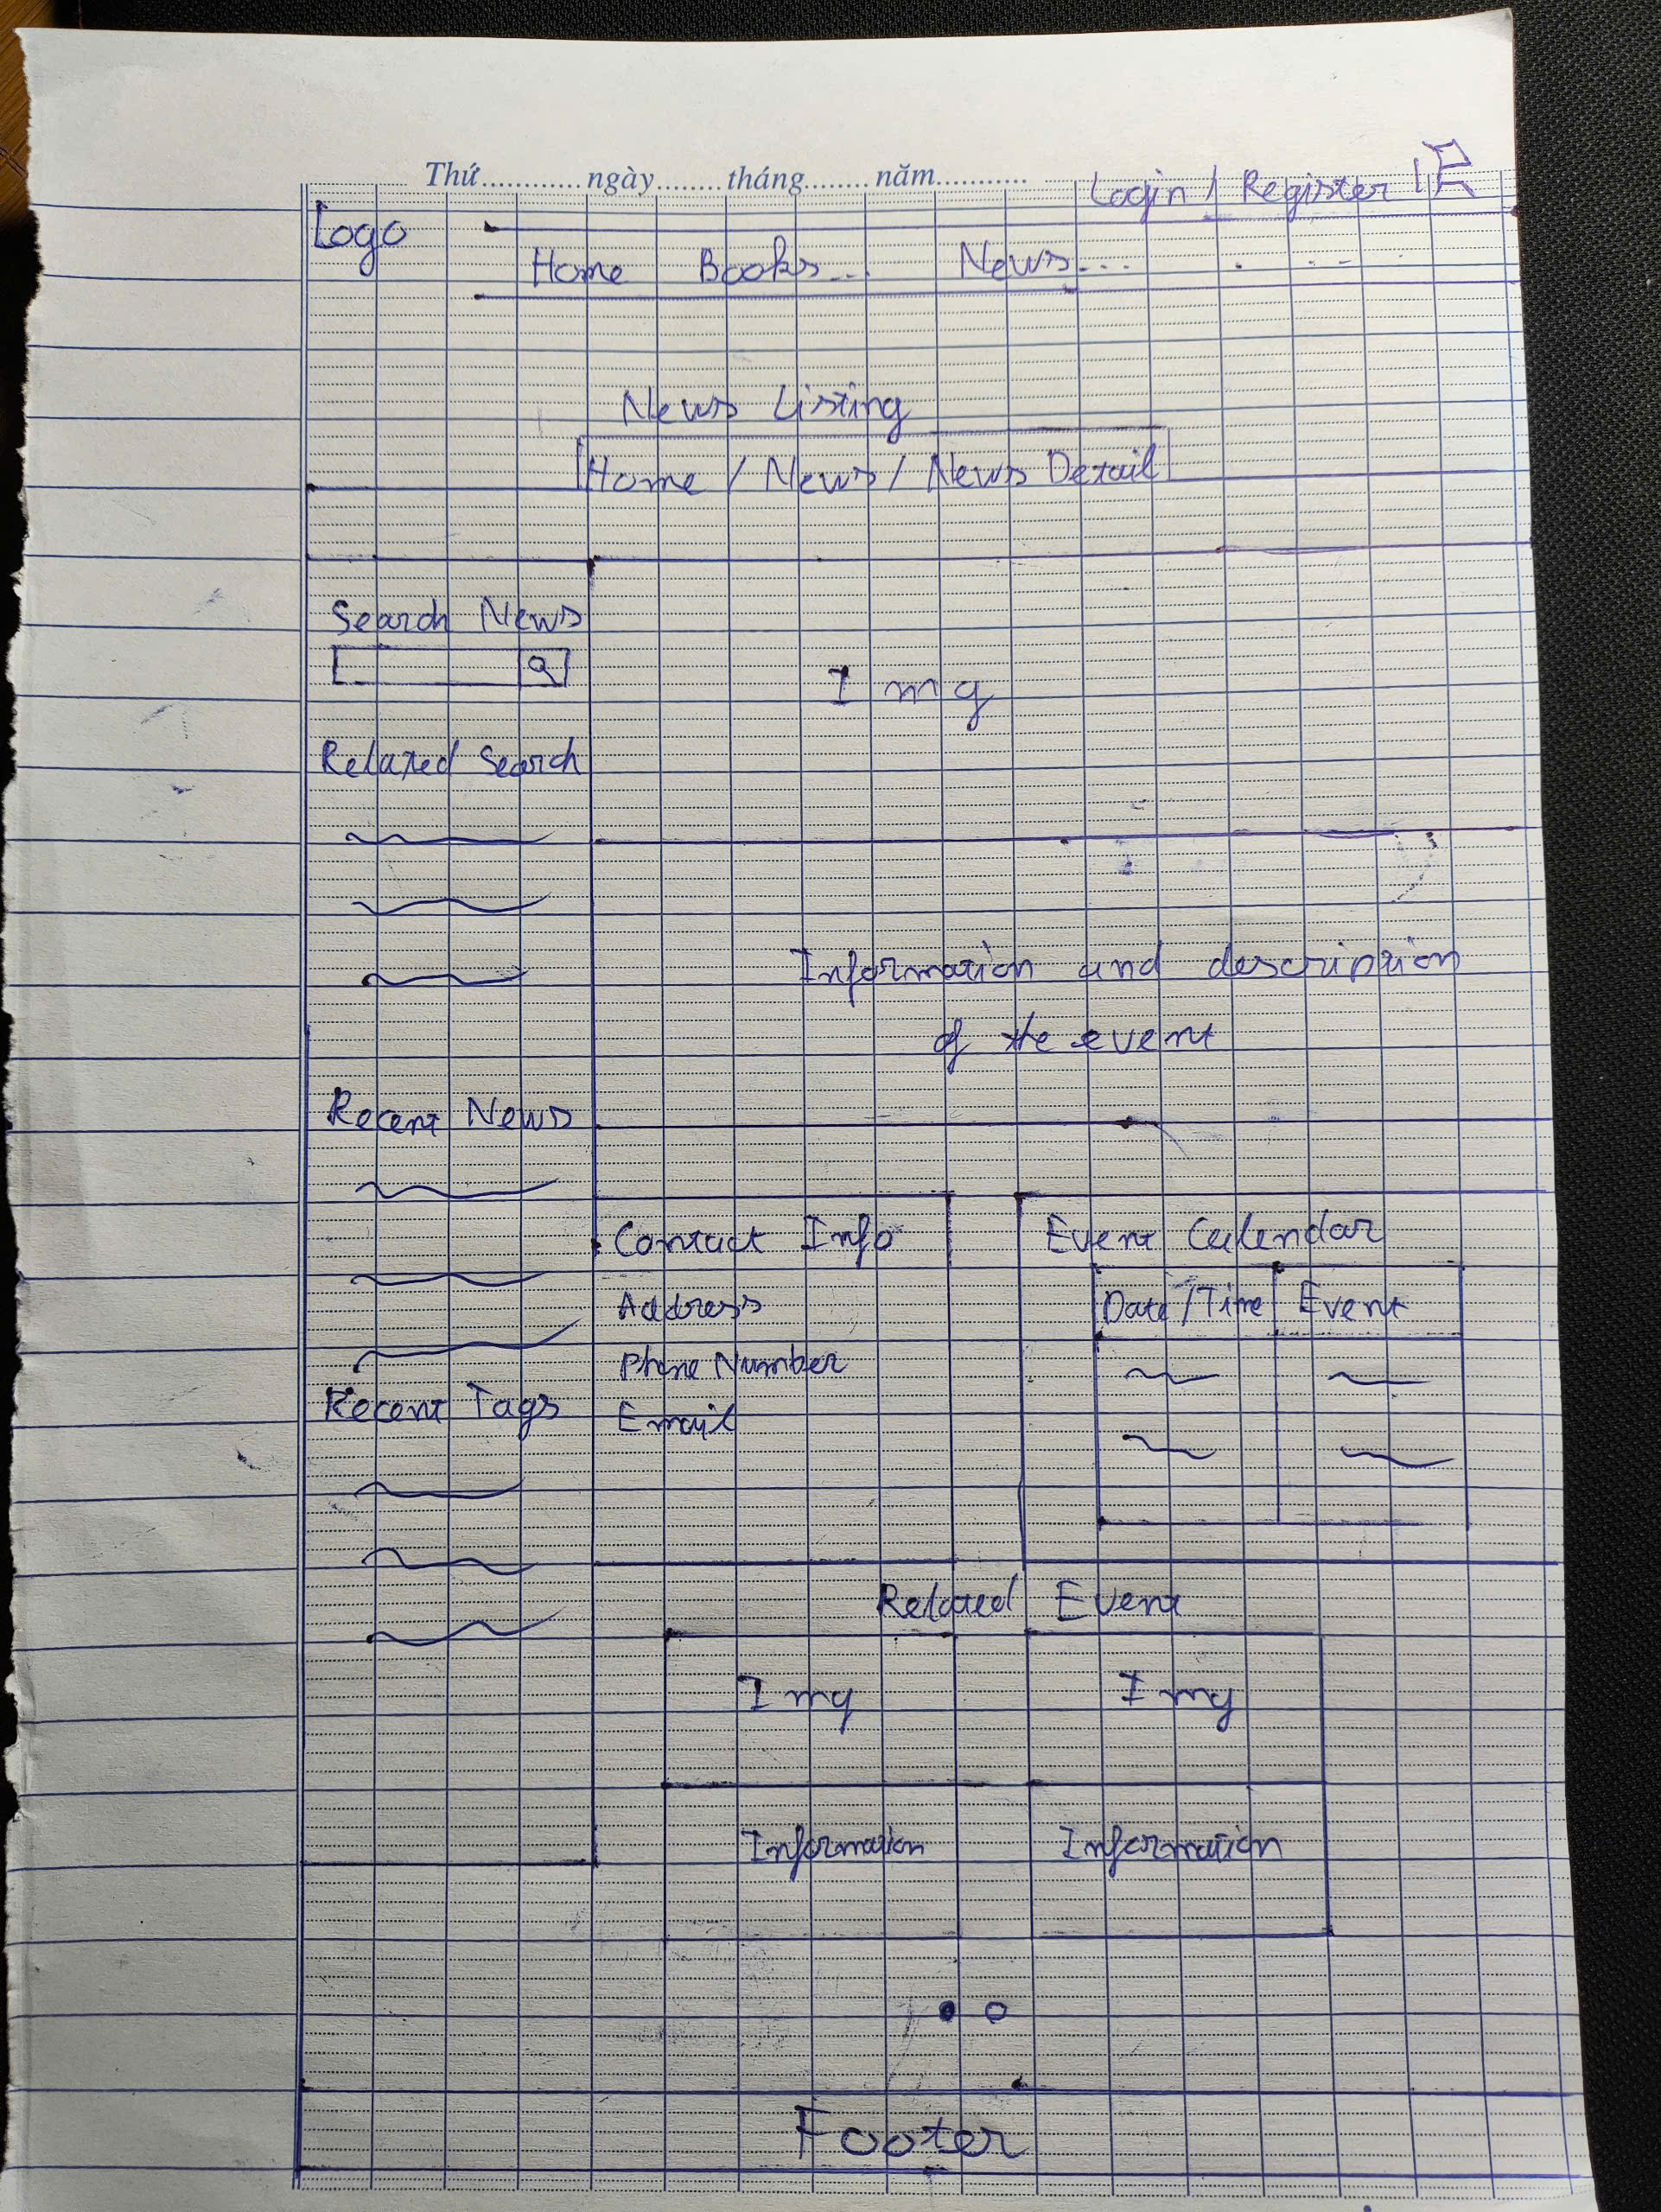 Thứ............ngày........tháng........năm...........
Login / Register |
Logo
Home Books... News... . . - .
News Listing
Home / News / News Detail
Search News
Img
Related Search
Information and description
of the event
Recent News
Contact Info
Event Calendar
Address
Date/Time Event
Phone Number
Recent Tags
Email
Related Event
Img Img
Information Information
Footer